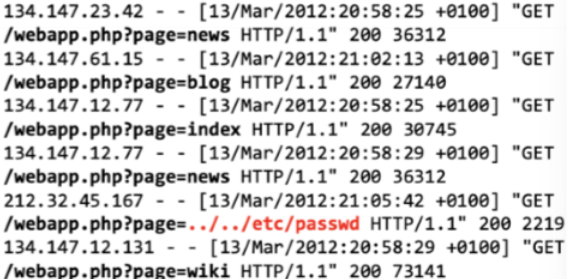 134.147.23.42 - - [13/Mar/2012:20:58:25 +0100] "GET
/webapp.php?page=news HTTP/1.1" 200 36312
134.147.61.15 - - [13/Mar/2012:21:02:13 +0100] "GET
/webapp.php?page=blog HTTP/1.1" 200 27140
134.147.12.77 - - [13/Mar/2012:20:58:25 +0100] "GET
/webapp.php?page=index HTTP/1.1" 200 30745
134.147.12.77 - - [13/Mar/2012:20:58:29 +0100] "GET
/webapp.php?page=news HTTP/1.1" 200 36312
212.32.45.167 - - [13/Mar/2012:21:05:42 +0100] "GET
/webapp.php?page=../../etc/passwd HTTP/1.1" 200 2219
134.147.12.131 - - [13/Mar/2012:20:58:29 +0100] "GET
/webapp.php?page=wiki HTTP/1.1" 200 73141